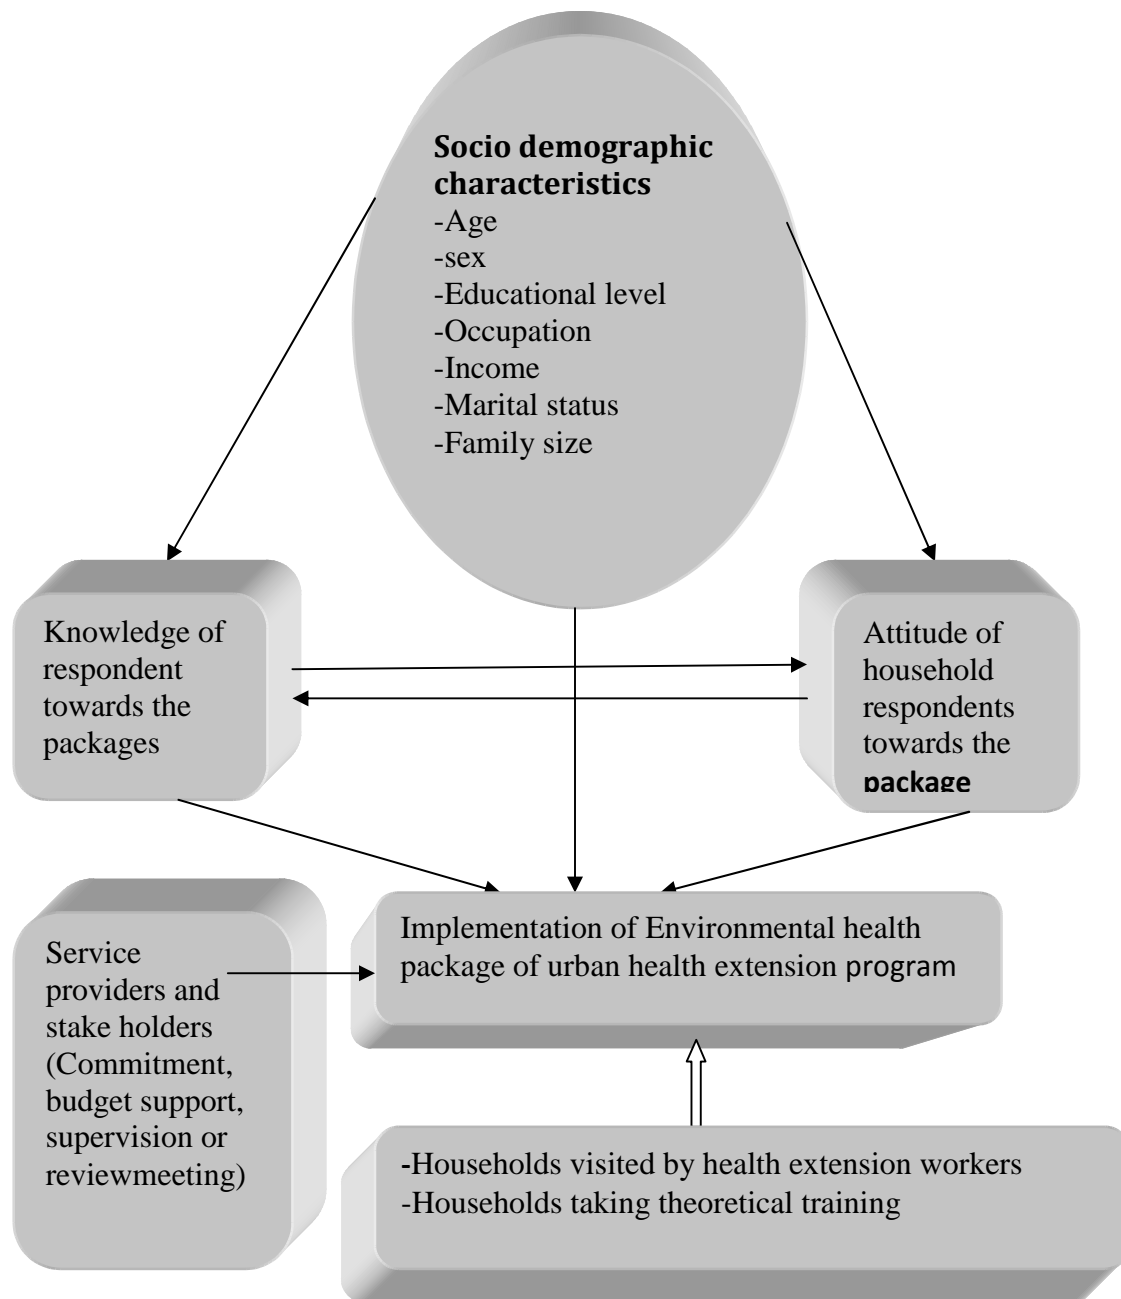 Socio demographic
characteristics
-Age
-sex
-Educational level
-Occupation
-Income
-Marital status
-Family size
Knowledge of
respondent
towards the
packages
Attitude of
household
respondents
towards the
package
Implementation of Environmental health
package of urban health extension program
Service
providers and
stake holders
(Commitment,
budget support,
supervision or
reviewmeeting)
-Households visited by health extension workers
-Households taking theoretical training